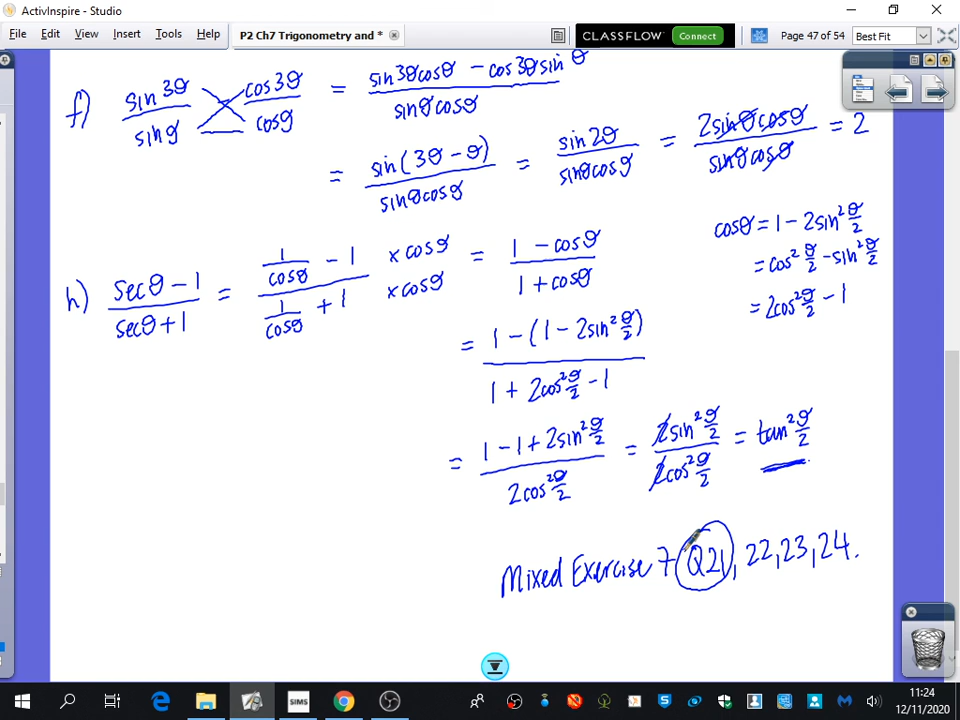 ActivInspire - Studio
File Edit View Insert Tools Help P2 Ch7 Trigonometry and * CLASSFLOW Connect Page 47 of 54 Best Fit
f) sin3θ/sinθ - cos3θ/cosθ = (sin3θcosθ - cos3θsinθ)/(sinθcosθ)
= sin(3θ - θ)/(sinθcosθ) = sin2θ/(sinθcosθ) = 2sinθcosθ/(sinθcosθ) = 2
cosθ = 1 - 2sin²θ/2
= cos²θ/2 - sin²θ/2
= 2cos²θ/2 - 1
h) (secθ - 1)/(secθ + 1) = (1/cosθ - 1)/(1/cosθ + 1) ×cosθ ×cosθ = (1 - cosθ)/(1 + cosθ)
= (1 - (1 - 2sin²θ/2))/(1 + 2cos²θ/2 - 1)
= (1 - 1 + 2sin²θ/2)/(2cos²θ/2) = (2sin²θ/2)/(2cos²θ/2) = tan²θ/2
Mixed Exercise 7 Q21, 22, 23, 24.
SIMS
11:24
12/11/2020